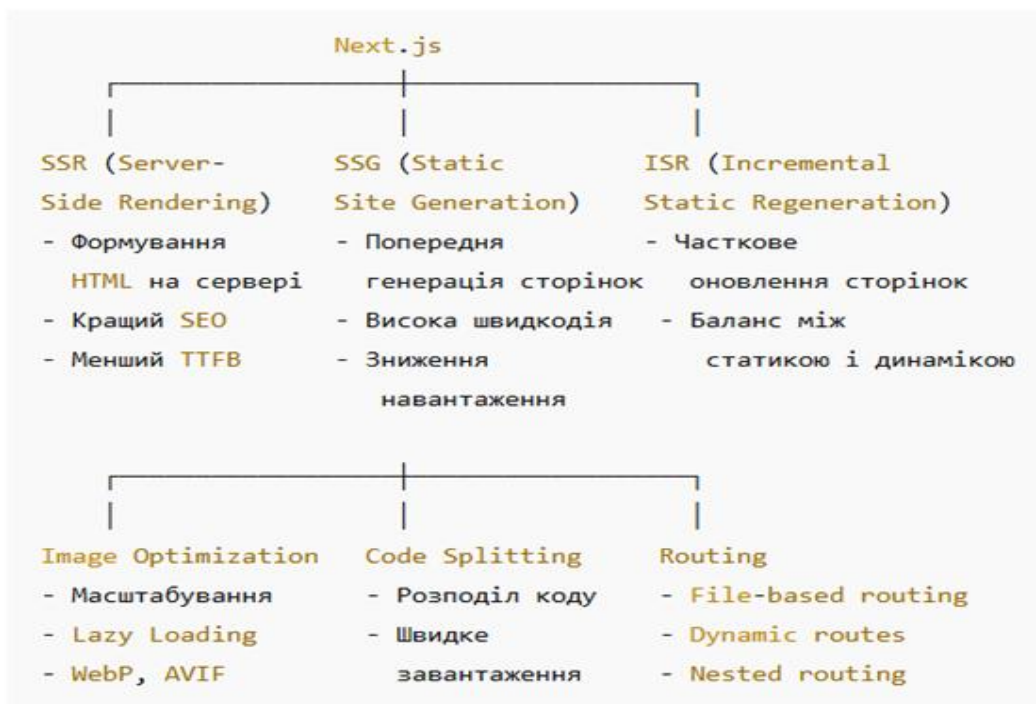 Next.js
SSR (Server-
Side Rendering)
- Формування
HTML на сервері
- Кращий SEO
- Менший TTFB
SSG (Static
Site Generation)
- Попередня
генерація сторінок
- Висока швидкодія
- Зниження
навантаження
ISR (Incremental
Static Regeneration)
- Часткове
оновлення сторінок
- Баланс між
статикою і динамікою
Image Optimization
- Масштабування
- Lazy Loading
- WebP, AVIF
Code Splitting
- Розподіл коду
- Швидке
завантаження
Routing
- File-based routing
- Dynamic routes
- Nested routing